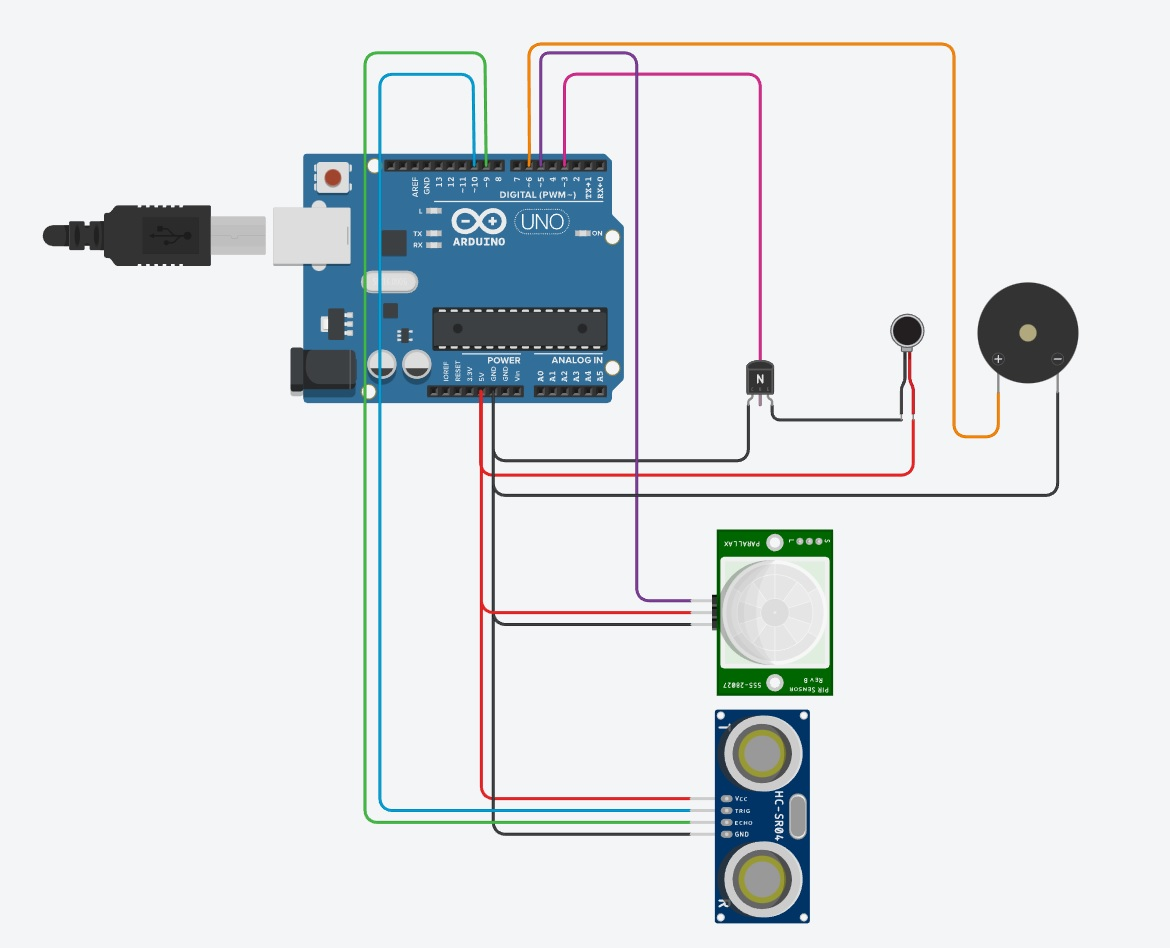 AREF
GND
13
12
~11
~10
~9
8
7
~6
~5
4
~3
2
TX→1
RX←0
DIGITAL (PWM~)
L
TX
RX
ARDUINO
UNO
ON
POWER
ANALOG IN
IOREF
RESET
3.3V
5V
GND
GND
Vin
A0
A1
A2
A3
A4
A5
N
C B E
+
−
PARALLAX
L
S
555-28027
PIR SENSOR
REV B
T
VCC
TRIG
ECHO
GND
HC-SR04
R